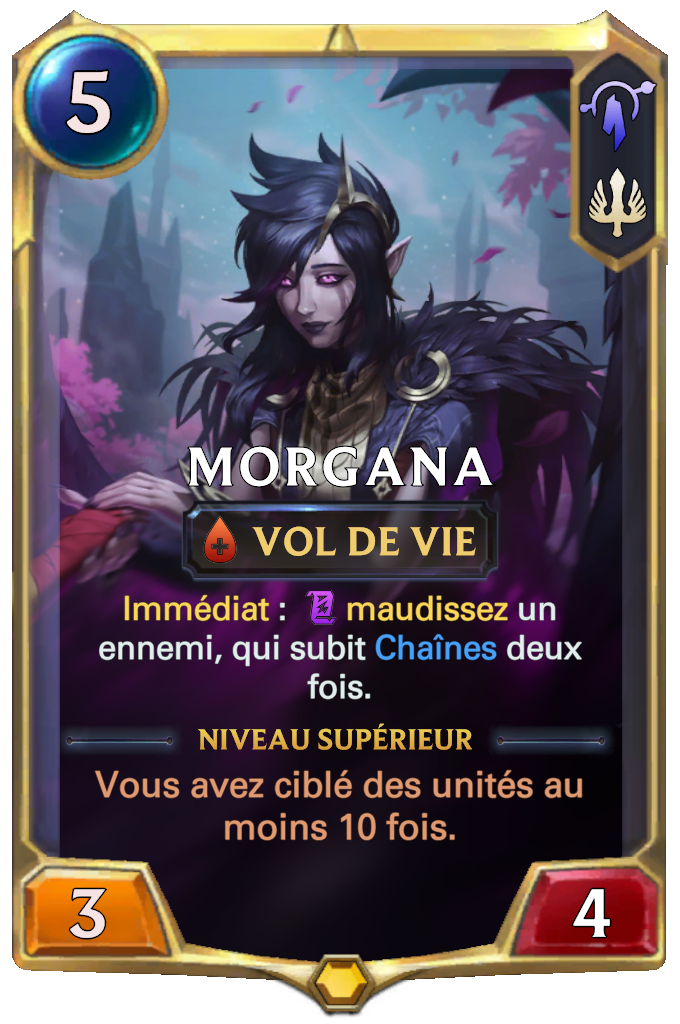 5
MORGANA
VOL DE VIE
Immédiat : maudissez un
ennemi, qui subit Chaînes deux
fois.
NIVEAU SUPÉRIEUR
Vous avez ciblé des unités au
moins 10 fois.
3
4